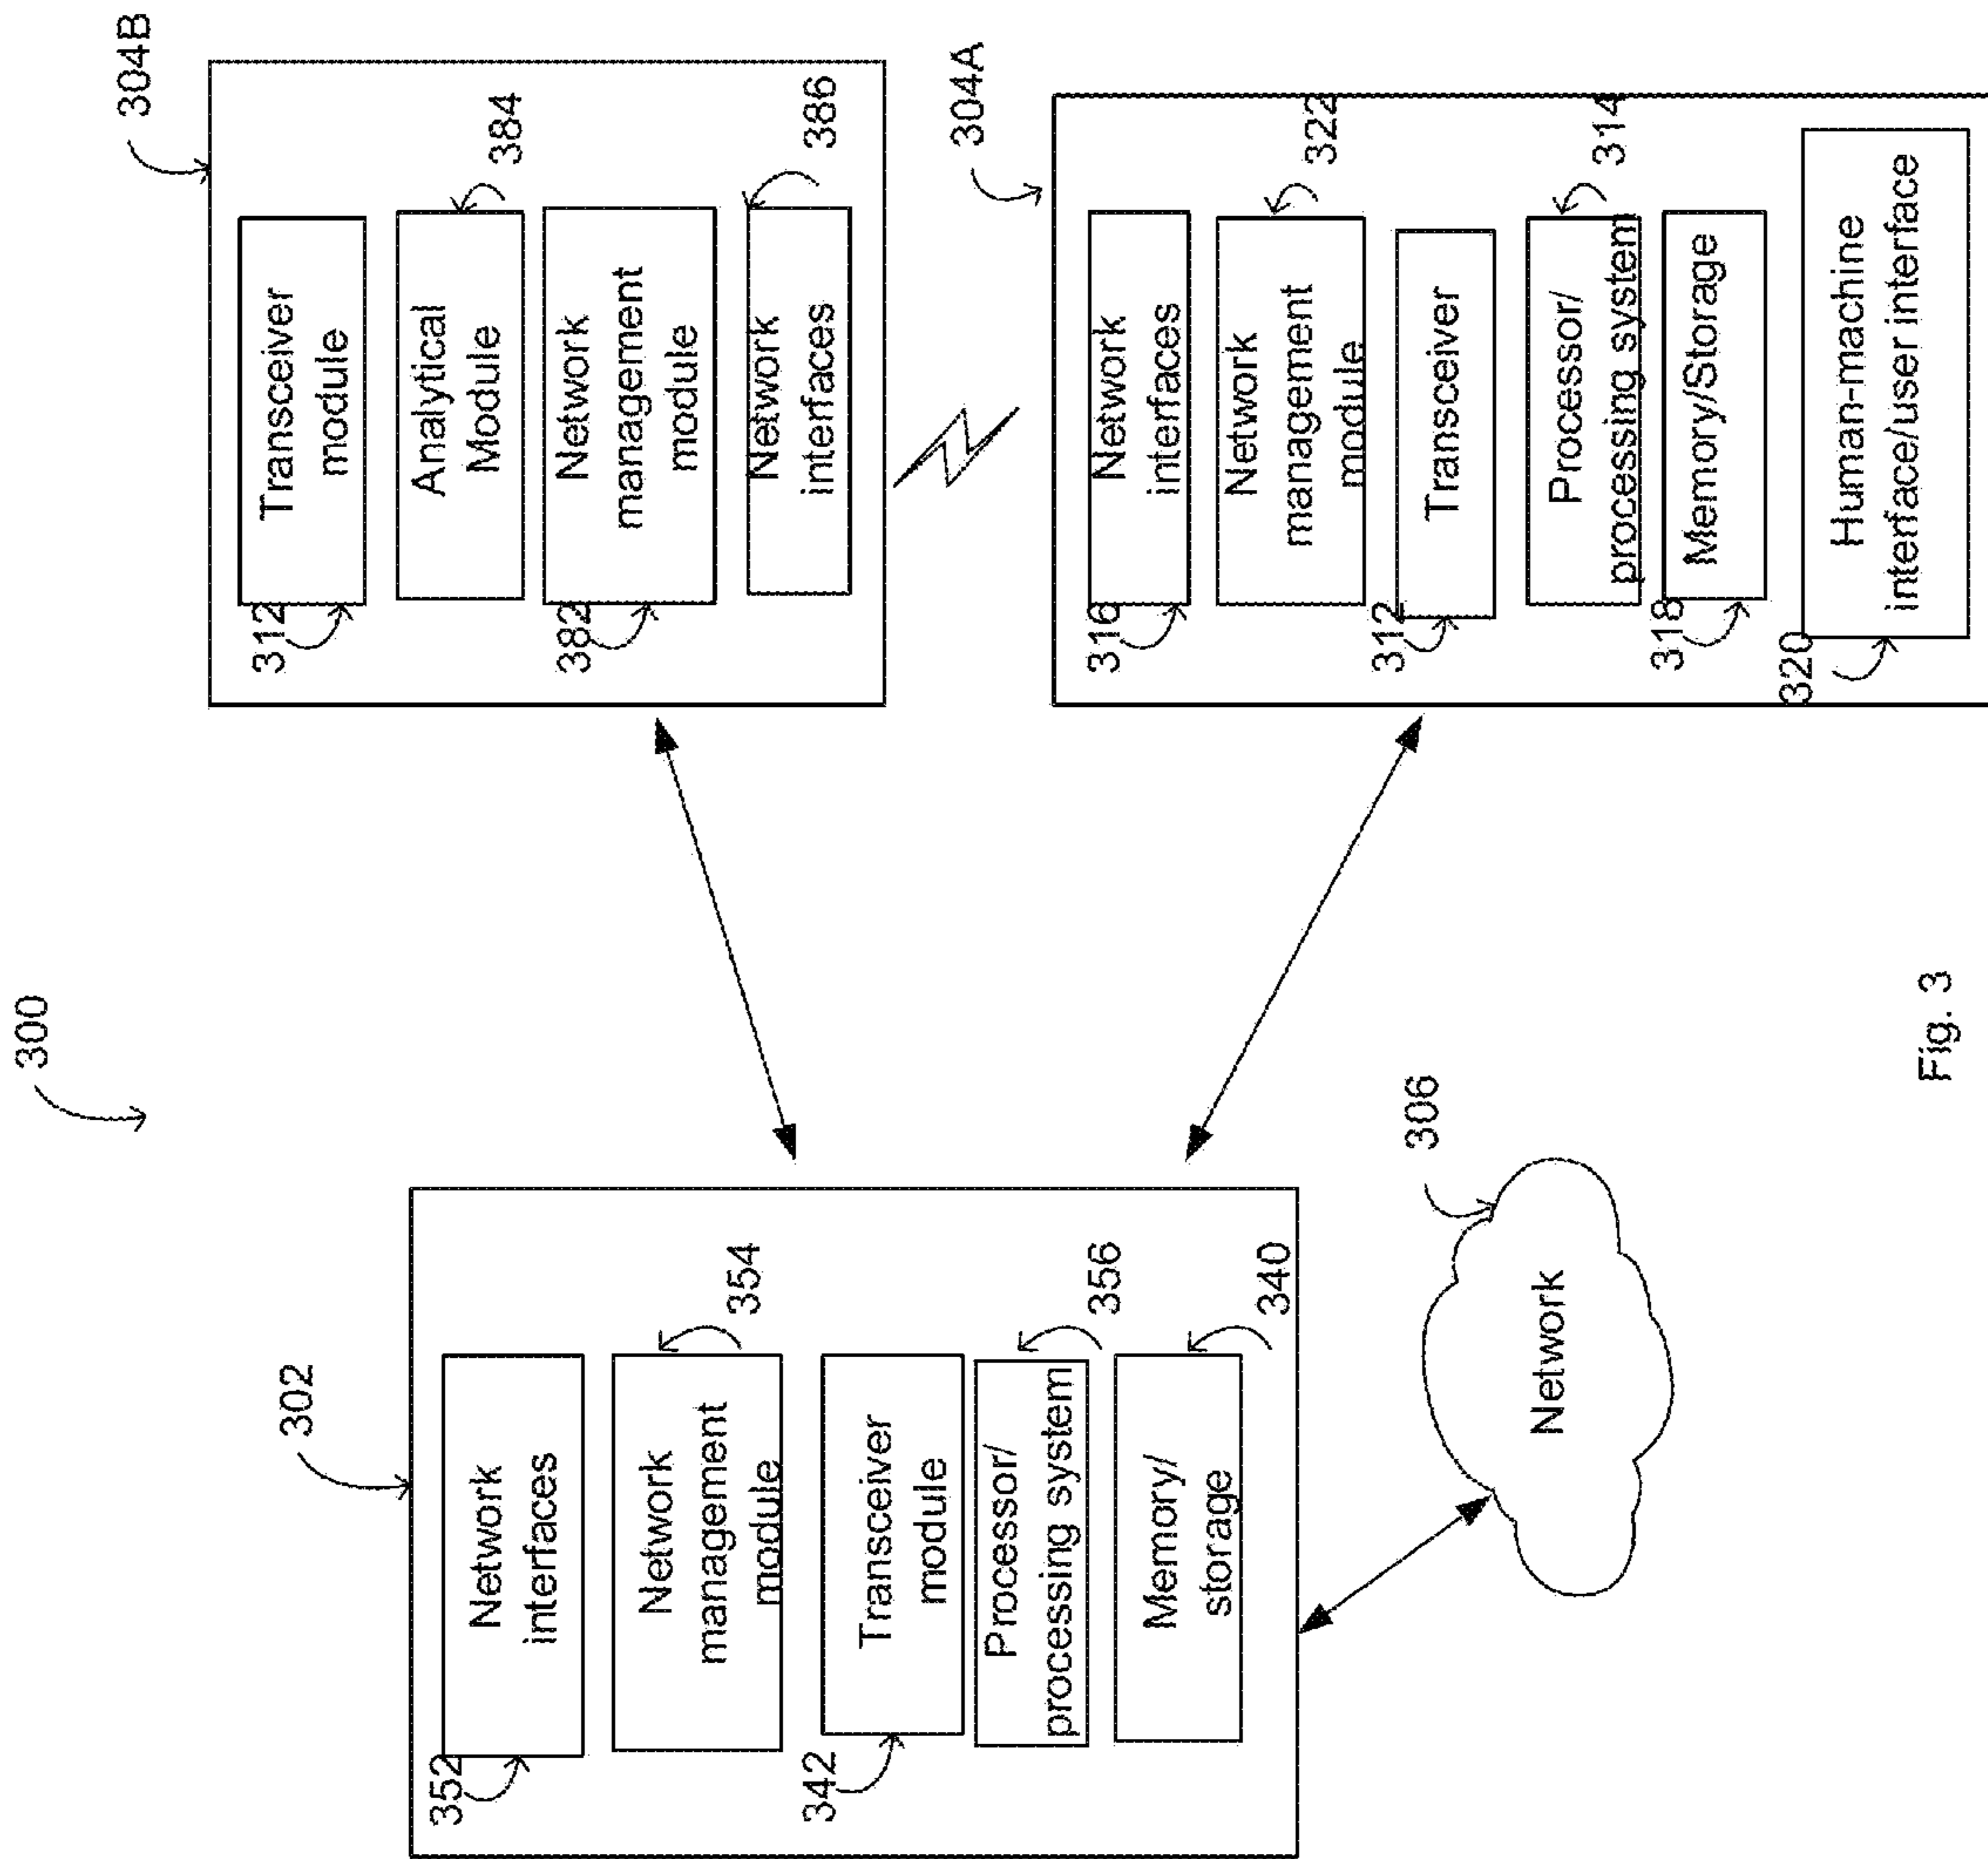 300
302
352
Network
interfaces
354
Network
management
module
342
Transceiver
module
356
Processor/
processing system
340
Memory/
storage
306
Network
304B
312
Transceiver
module
384
Analytical
Module
382
Network
management
module
386
Network
interfaces
304A
316
Network
interfaces
322
Network
management
module
312
Transceiver
314
Processor/
processing system
318
Memory/Storage
320
Human-machine
interface/user interface
Fig. 3